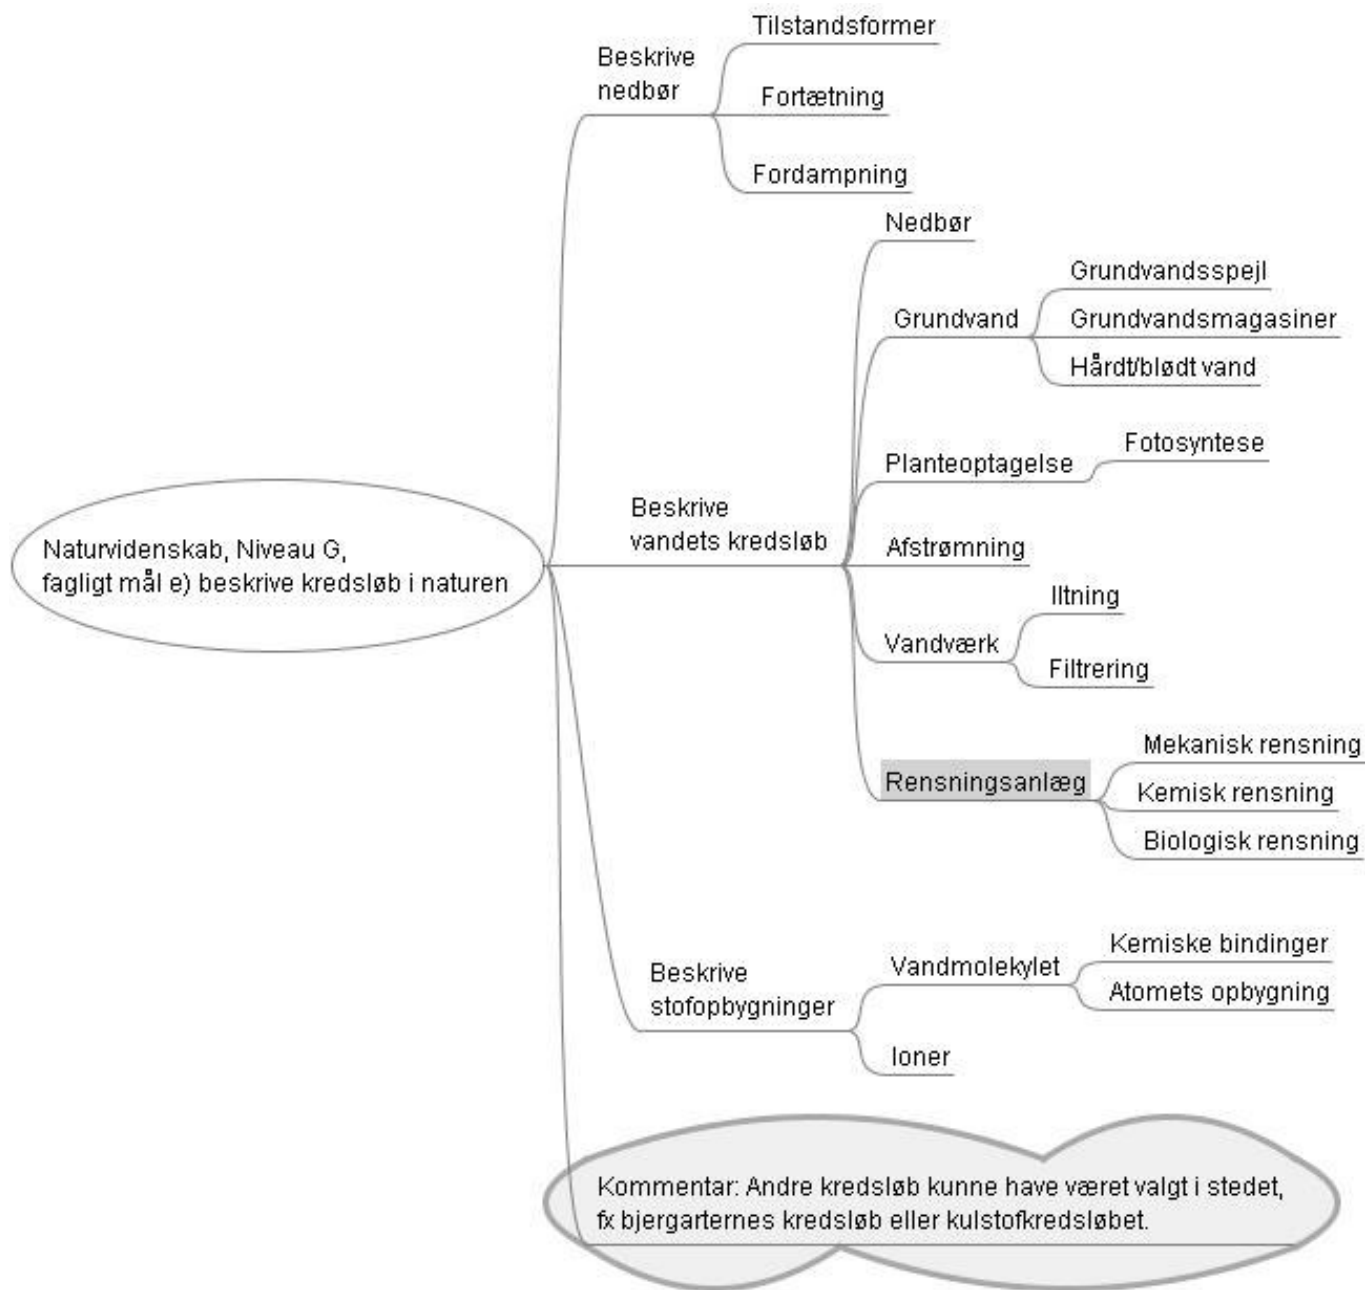 Tilstandsformer
Beskrive
nedbør
Fortætning
Fordampning
Nedbør
Grundvandsspejl
Grundvand
Grundvandsmagasiner
Hårdt/blødt vand
Fotosyntese
Planteoptagelse
Beskrive
vandets kredsløb
Afstrømning
Naturvidenskab, Niveau G,
fagligt mål e) beskrive kredsløb i naturen
Iltning
Vandværk
Filtrering
Mekanisk rensning
Rensningsanlæg
Kemisk rensning
Biologisk rensning
Kemiske bindinger
Beskrive
stofopbygninger
Vandmolekylet
Atomets opbygning
Ioner
Kommentar: Andre kredsløb kunne have været valgt i stedet,
fx bjergarternes kredsløb eller kulstofkredsløbet.